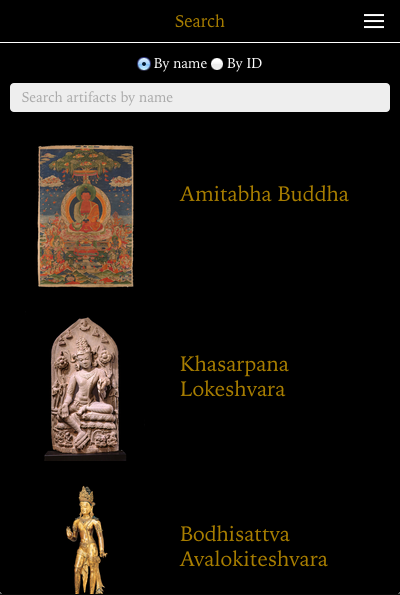 Search
By name By ID
Search artifacts by name
Amitabha Buddha
Khasarpana
Lokeshvara
Bodhisattva
Avalokiteshvara